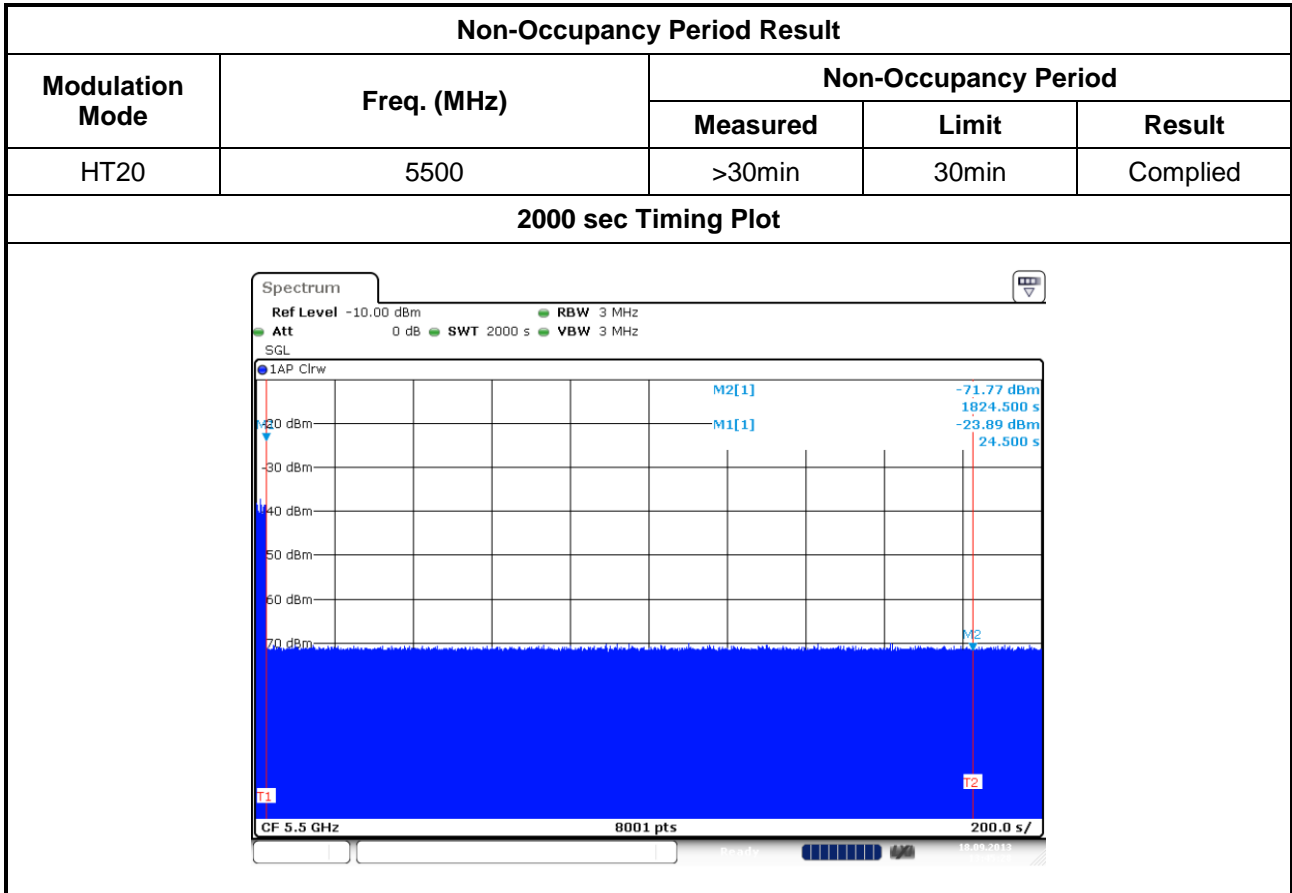 Non-Occupancy Period Result
Modulation Mode
Freq. (MHz)
Non-Occupancy Period
Measured
Limit
Result
HT20
5500
>30min
30min
Complied
2000 sec Timing Plot
Spectrum
Ref Level -10.00 dBm
RBW 3 MHz
Att 0 dB
SWT 2000 s
VBW 3 MHz
SGL
1AP Clrw
M2[1] -71.77 dBm
1824.500 s
M1[1] -23.89 dBm
24.500 s
-20 dBm
-30 dBm
-40 dBm
-50 dBm
-60 dBm
-70 dBm
M2
T1
T2
CF 5.5 GHz
8001 pts
200.0 s/
Ready
18.09.2013